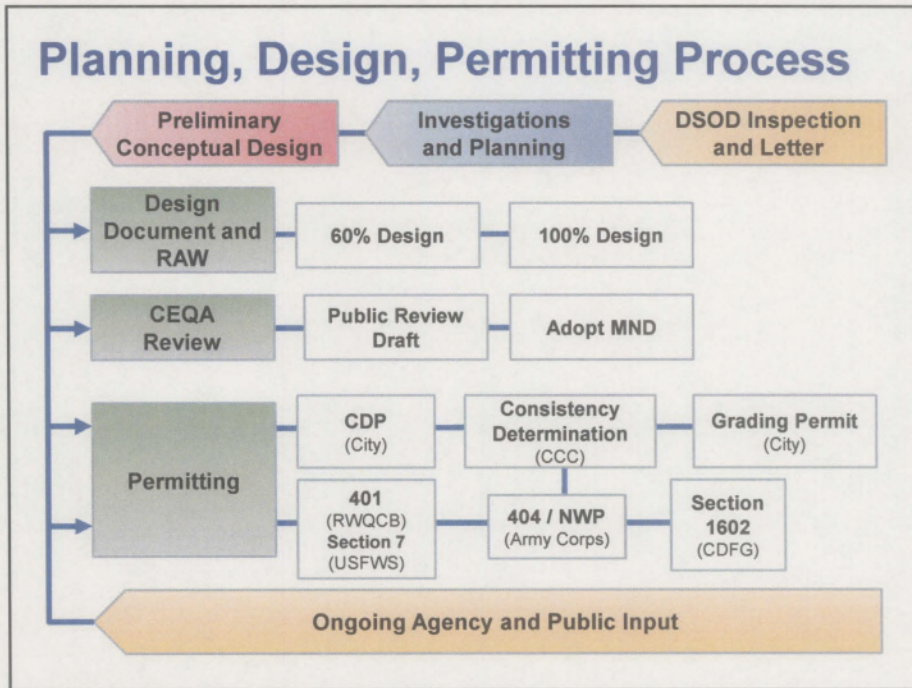 Planning, Design, Permitting Process
Preliminary
Conceptual Design
Investigations
and Planning
DSOD Inspection
and Letter
Design
Document and
RAW
60% Design
100% Design
CEQA
Review
Public Review
Draft
Adopt MND
Permitting
CDP
(City)
Consistency
Determination
(CCC)
Grading Permit
(City)
401
(RWQCB)
Section 7
(USFWS)
404 / NWP
(Army Corps)
Section
1602
(CDFG)
Ongoing Agency and Public Input